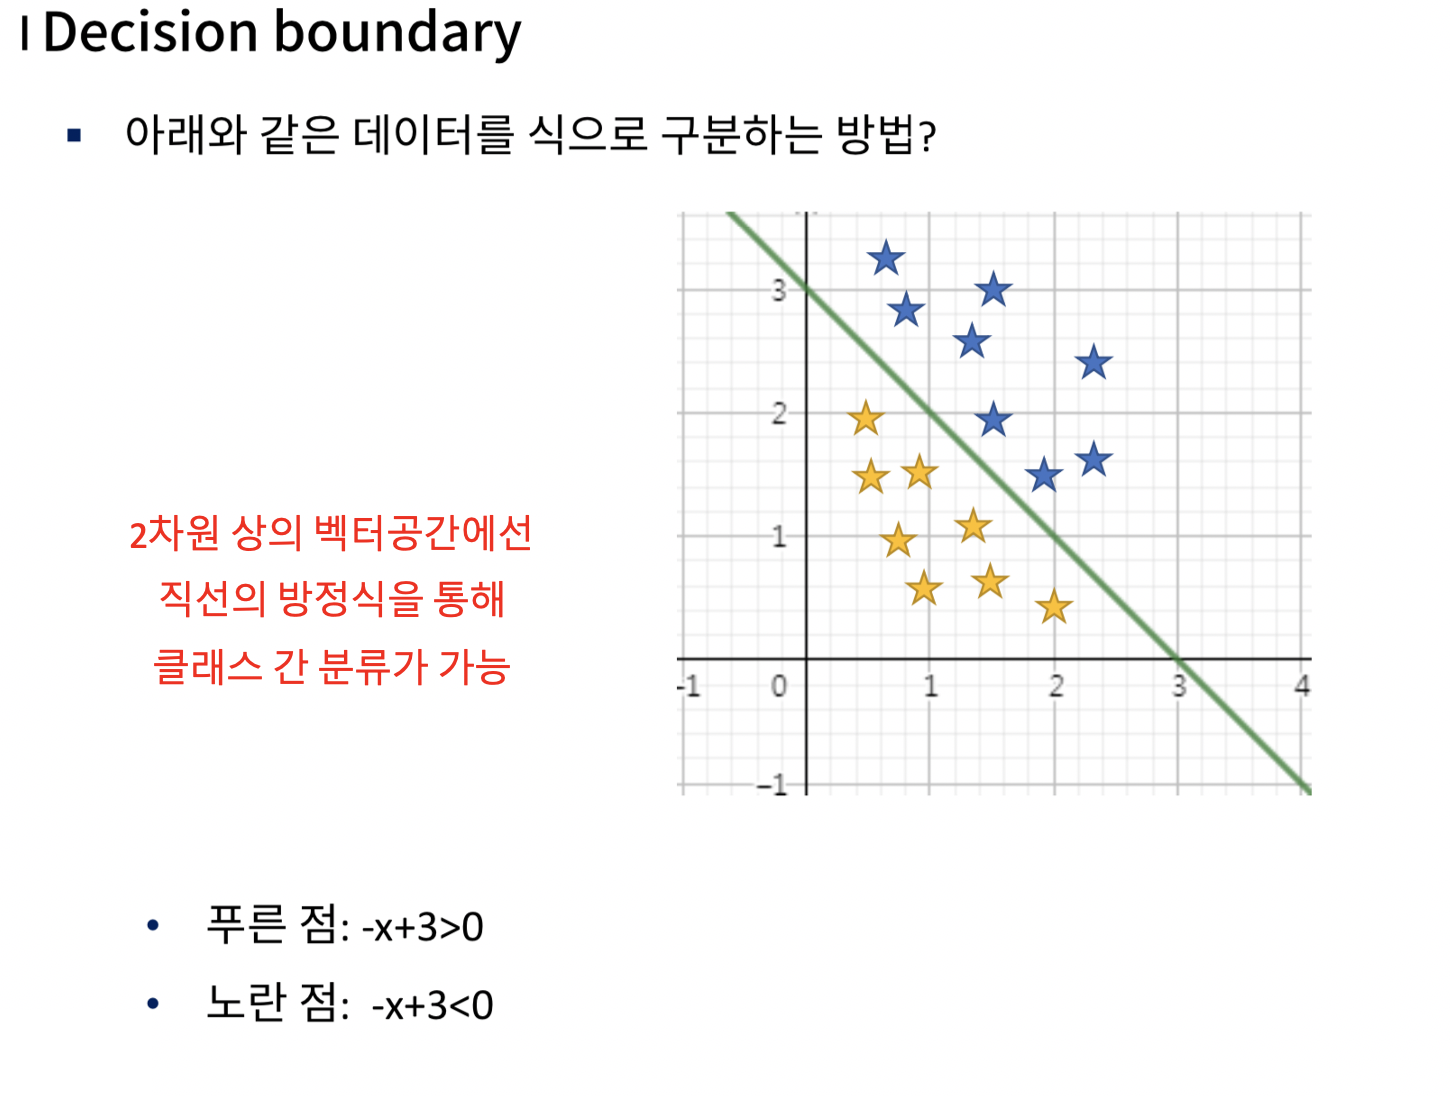 | Decision boundary
▪ 아래와 같은 데이터를 식으로 구분하는 방법?
3
2
2차원 상의 벡터공간에선
직선의 방정식을 통해
클래스 간 분류가 가능
1
-1 0 1 2 3 4
−1
• 푸른 점: -x+3>0
• 노란 점: -x+3<0